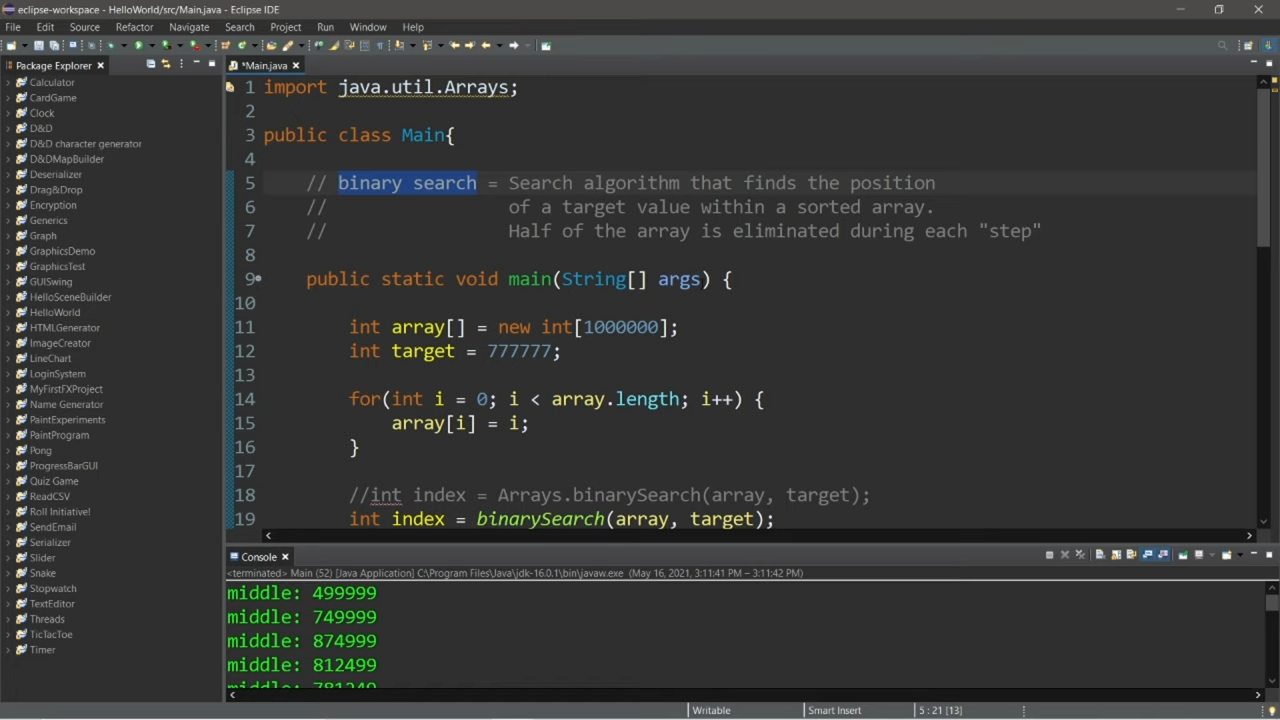 eclipse-workspace - HelloWorld/src/Main.java - Eclipse IDE
File Edit Source Refactor Navigate Search Project Run Window Help
Package Explorer
Calculator
CardGame
Clock
D&D
D&D character generator
D&DMapBuilder
Deserializer
Drag&Drop
Encryption
Generics
Graph
GraphicsDemo
GraphicsTest
GUISwing
HelloSceneBuilder
HelloWorld
HTMLGenerator
ImageCreator
LineChart
LoginSystem
MyFirstFXProject
Name Generator
PaintExperiments
PaintProgram
Pong
ProgressBarGUI
Quiz Game
ReadCSV
Roll Initiative!
SendEmail
Serializer
Slider
Snake
Stopwatch
TextEditor
Threads
TicTacToe
Timer
*Main.java
1 import java.util.Arrays;
2
3 public class Main{
4
5 // binary search = Search algorithm that finds the position
6 // of a target value within a sorted array.
7 // Half of the array is eliminated during each "step"
8
9 public static void main(String[] args) {
10
11 int array[] = new int[1000000];
12 int target = 777777;
13
14 for(int i = 0; i < array.length; i++) {
15 array[i] = i;
16 }
17
18 //int index = Arrays.binarySearch(array, target);
19 int index = binarySearch(array, target);
Console
<terminated> Main (52) [Java Application] C:\Program Files\Java\jdk-16.0.1\bin\javaw.exe (May 16, 2021, 3:11:41 PM – 3:11:42 PM)
middle: 499999
middle: 749999
middle: 874999
middle: 812499
middle: 781249
Writable Smart Insert 5 : 21 [13]